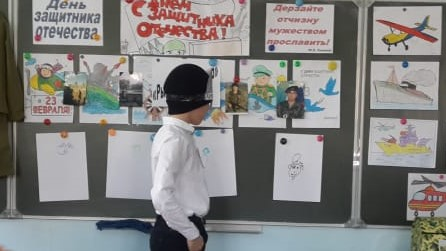 День
защитника
отечества
С Днём
ЗАЩИТНИКА
ОТЕЧЕСТВА!
Дерзайте
отчизну
мужеством
прославить!
23
ФЕВРАЛЯ!